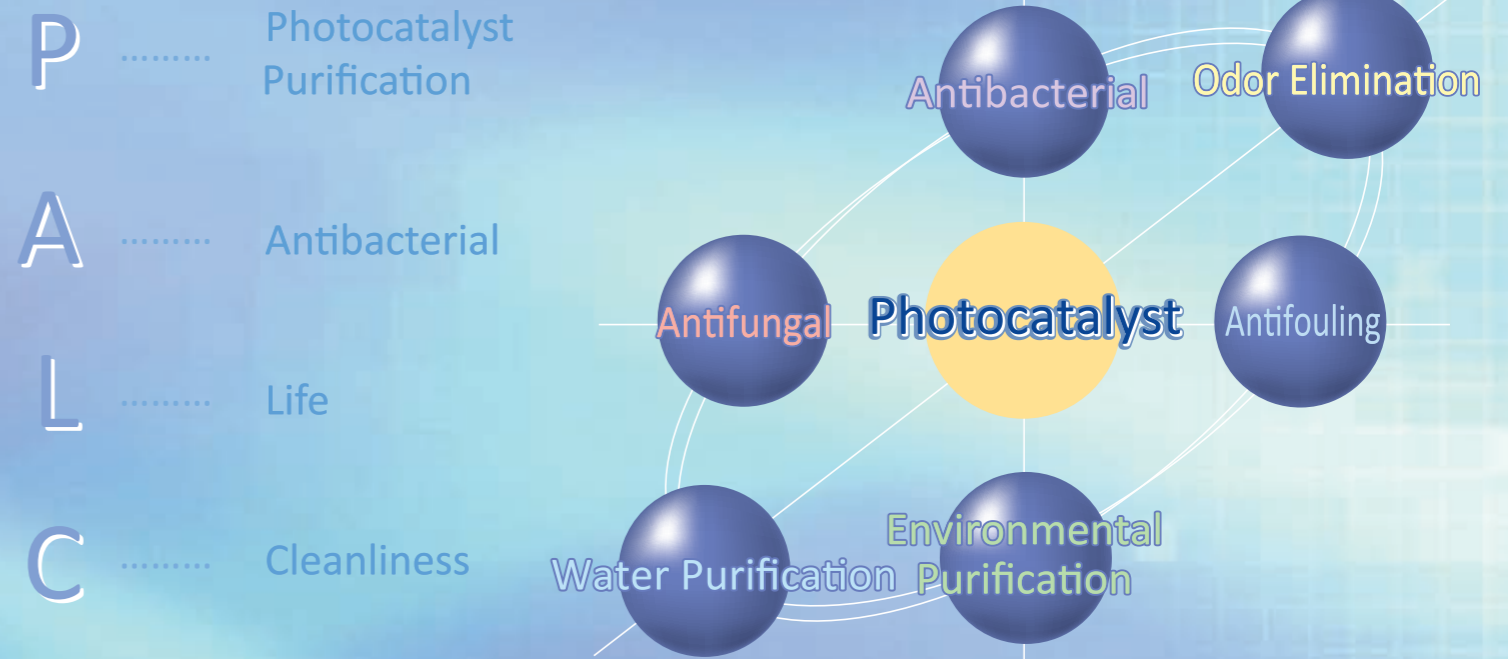 P ......... Photocatalyst
Purification
A ......... Antibacterial
L ......... Life
C ......... Cleanliness
Antibacterial
Odor Elimination
Antifungal
Photocatalyst
Antifouling
Water Purification
Environmental
Purification